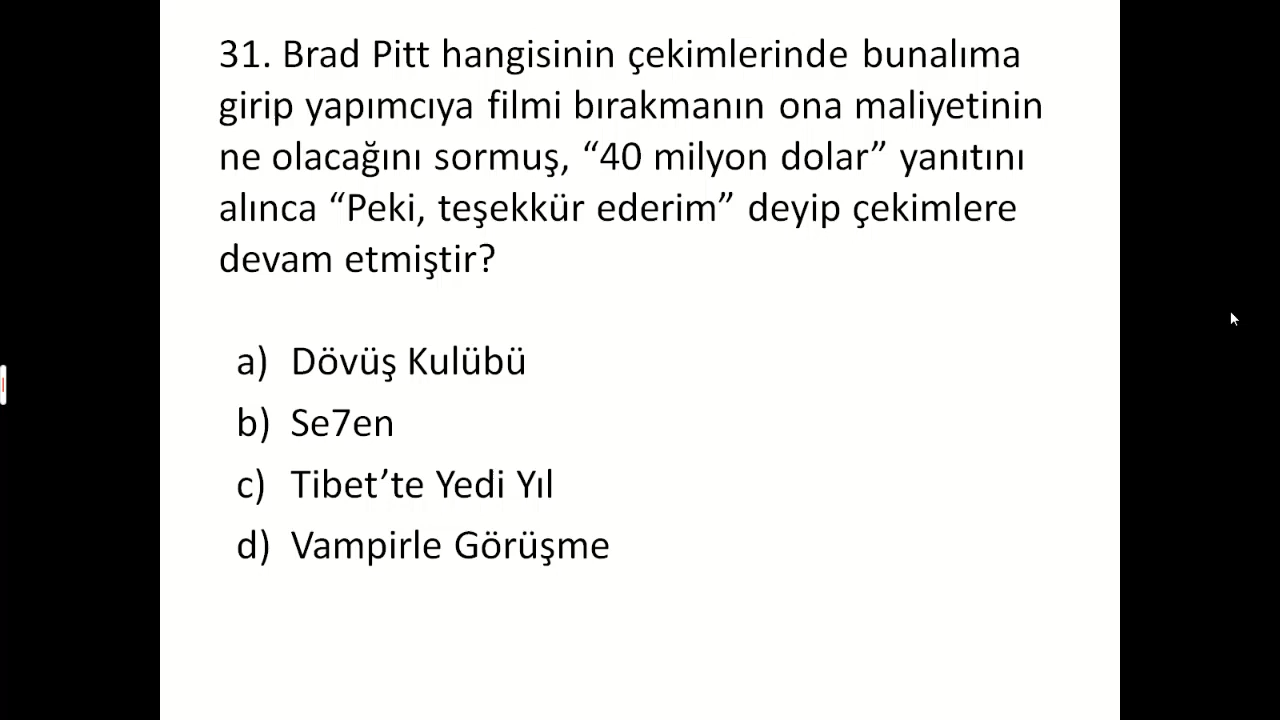 31. Brad Pitt hangisinin çekimlerinde bunalıma
girip yapımcıya filmi bırakmanın ona maliyetinin
ne olacağını sormuş, “40 milyon dolar” yanıtını
alınca “Peki, teşekkür ederim” deyip çekimlere
devam etmiştir?
a) Dövüş Kulübü
b) Se7en
c) Tibet’te Yedi Yıl
d) Vampirle Görüşme